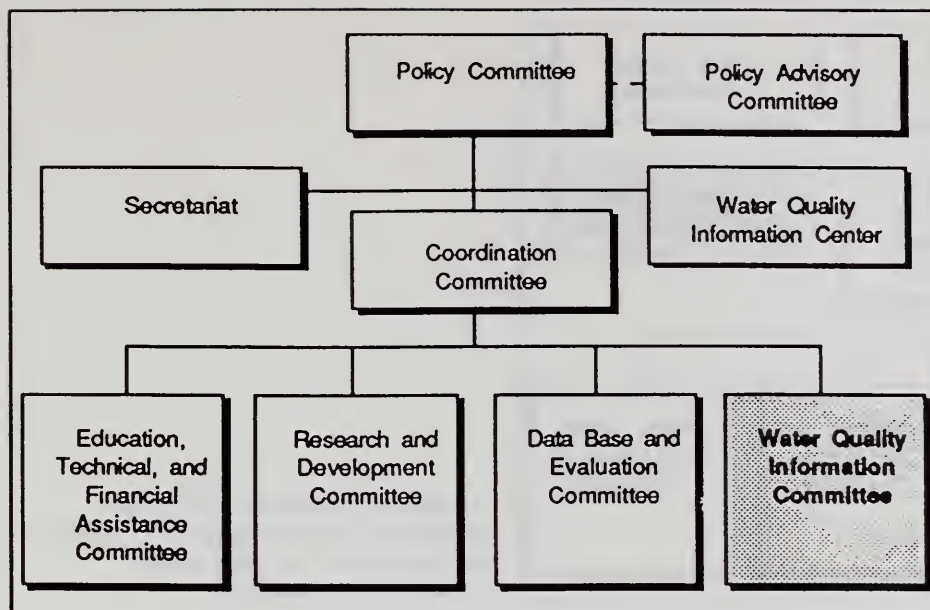 Policy Committee
Policy Advisory
Committee
Secretariat
Water Quality
Information Center
Coordination
Committee
Education,
Technical, and
Financial
Assistance
Committee
Research and
Development
Committee
Data Base and
Evaluation
Committee
Water Quality
Information
Committee